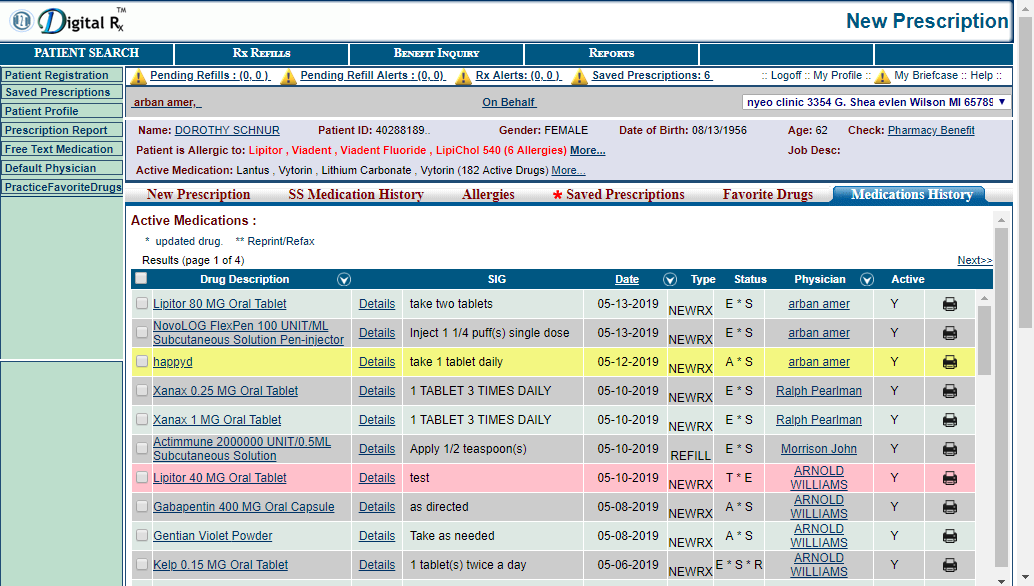 Digital Rx TM
New Prescription
PATIENT SEARCH RX REFILLS BENEFIT INQUIRY REPORTS
Pending Refills : (0, 0 ) Pending Refill Alerts : (0, 0) Rx Alerts: (0, 0 ) Saved Prescriptions: 6 :: Logoff :: My Profile :: My Briefcase :: Help ::
Patient Registration
Saved Prescriptions
Patient Profile
Prescription Report
Free Text Medication
Default Physician
PracticeFavoriteDrugs
arban amer, On Behalf nyeo clinic 3354 G. Shea evlen Wilson MI 65789
Name: DOROTHY SCHNUR Patient ID: 40288189.. Gender: FEMALE Date of Birth: 08/13/1956 Age: 62 Check: Pharmacy Benefit
Patient is Allergic to: Lipitor , Viadent , Viadent Fluoride , LipiChol 540 (6 Allergies) More... Job Desc:
Active Medication: Lantus , Vytorin , Lithium Carbonate , Vytorin (182 Active Drugs) More...
New Prescription SS Medication History Allergies * Saved Prescriptions Favorite Drugs Medications History
Active Medications :
* updated drug. ** Reprint/Refax
Results (page 1 of 4) Next>>
Drug Description SIG Date Type Status Physician Active
Lipitor 80 MG Oral Tablet Details take two tablets 05-13-2019 NEWRX E * S arban amer Y
NovoLOG FlexPen 100 UNIT/ML
Subcutaneous Solution Pen-injector Details Inject 1 1/4 puff(s) single dose 05-13-2019 NEWRX E * S arban amer Y
happyd Details take 1 tablet daily 05-12-2019 NEWRX A * S arban amer Y
Xanax 0.25 MG Oral Tablet Details 1 TABLET 3 TIMES DAILY 05-10-2019 NEWRX E * S Ralph Pearlman Y
Xanax 1 MG Oral Tablet Details 1 TABLET 3 TIMES DAILY 05-10-2019 NEWRX E * S Ralph Pearlman Y
Actimmune 2000000 UNIT/0.5ML
Subcutaneous Solution Details Apply 1/2 teaspoon(s) 05-10-2019 REFILL E * S Morrison John Y
Lipitor 40 MG Oral Tablet Details test 05-10-2019 NEWRX T * E ARNOLD
WILLIAMS Y
Gabapentin 400 MG Oral Capsule Details as directed 05-08-2019 NEWRX A * S ARNOLD
WILLIAMS Y
Gentian Violet Powder Details Take as needed 05-08-2019 NEWRX A * S ARNOLD
WILLIAMS Y
Kelp 0.15 MG Oral Tablet Details 1 tablet(s) twice a day 05-06-2019 NEWRX E * S * R ARNOLD
WILLIAMS Y